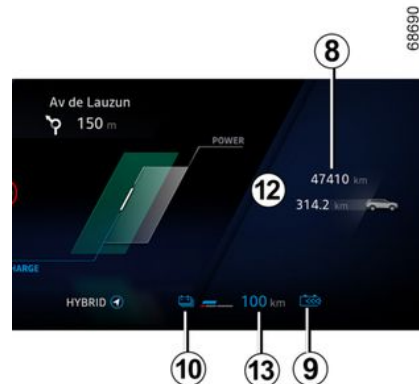 68690
8
Av de Lauzun
150 m
POWER
47410 km
12
314.2 km
HARGE
HYBRID
100 km
10
13
9